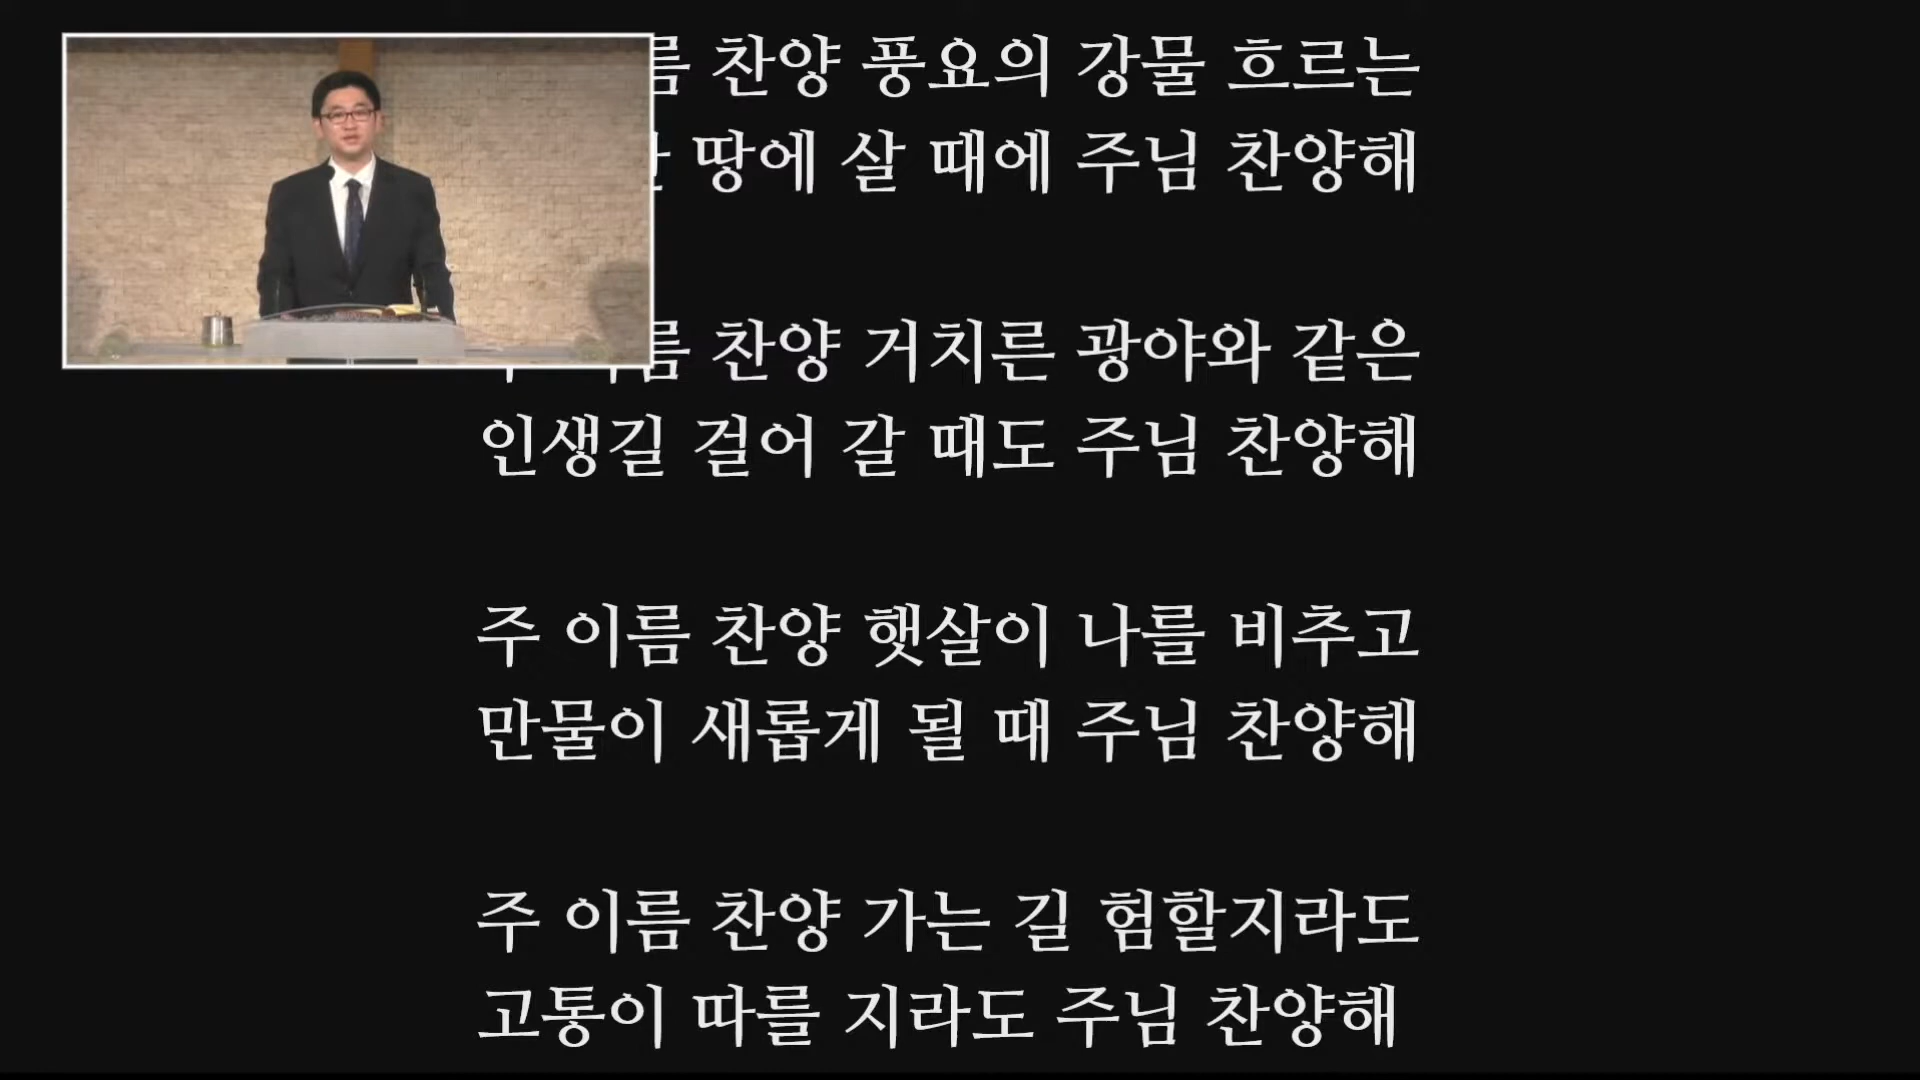 찬양 풍요의 강물 흐르는
땅에 살 때에 주님 찬양해
찬양 거치른 광야와 같은
인생길 걸어 갈 때도 주님 찬양해
주 이름 찬양 햇살이 나를 비추고
만물이 새롭게 될 때 주님 찬양해
주 이름 찬양 가는 길 험할지라도
고통이 따를 지라도 주님 찬양해